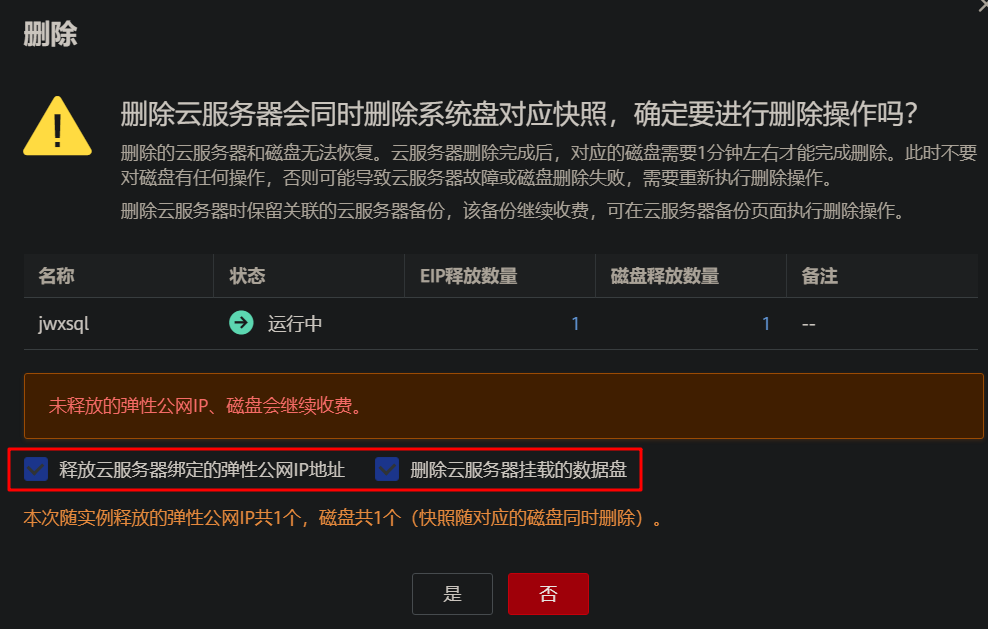 删除
删除云服务器会同时删除系统盘对应快照，确定要进行删除操作吗？
删除的云服务器和磁盘无法恢复。云服务器删除完成后，对应的磁盘需要1分钟左右才能完成删除。此时不要
对磁盘有任何操作，否则可能导致云服务器故障或磁盘删除失败，需要重新执行删除操作。
删除云服务器时保留关联的云服务器备份，该备份继续收费，可在云服务器备份页面执行删除操作。
名称 状态 EIP释放数量 磁盘释放数量 备注
jwxsql 运行中 1 1 --
未释放的弹性公网IP、磁盘会继续收费。
释放云服务器绑定的弹性公网IP地址 删除云服务器挂载的数据盘
本次随实例释放的弹性公网IP共1个，磁盘共1个（快照随对应的磁盘同时删除）。
是 否